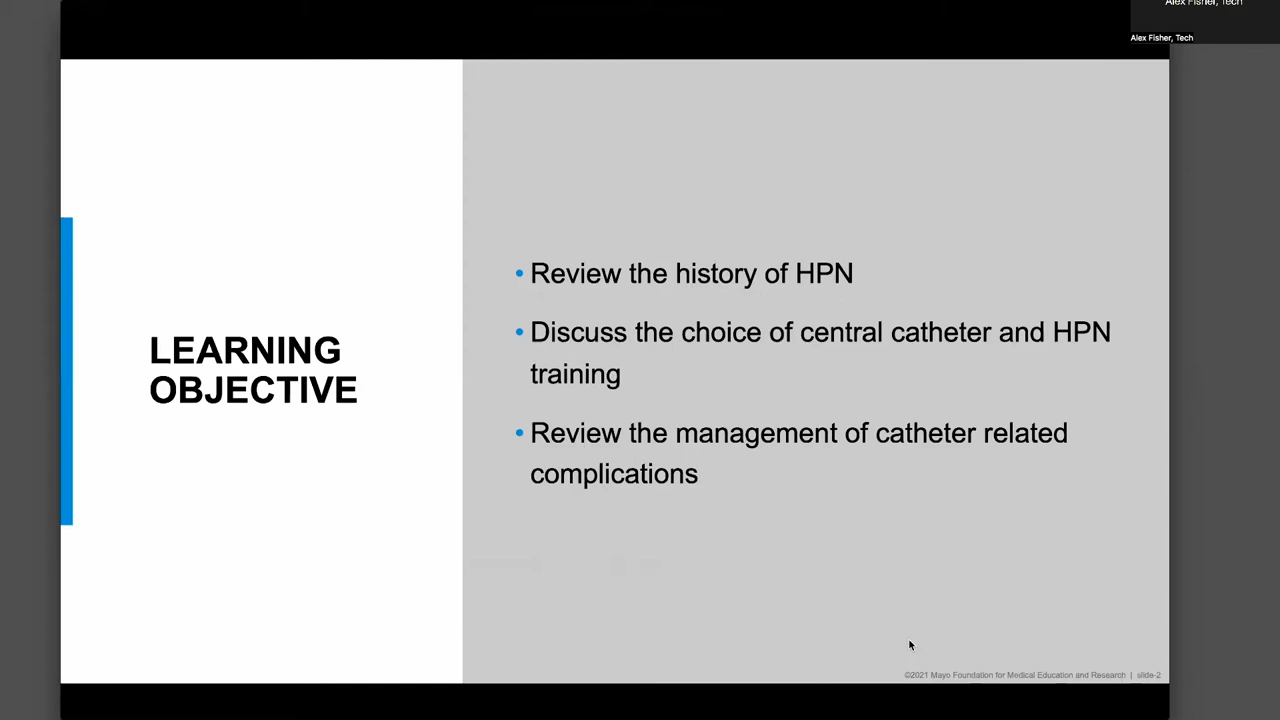 Alex Fisher, Tech
Alex Fisher, Tech
LEARNING
OBJECTIVE
• Review the history of HPN
• Discuss the choice of central catheter and HPN
training
• Review the management of catheter related
complications
©2021 Mayo Foundation for Medical Education and Research | slide-2